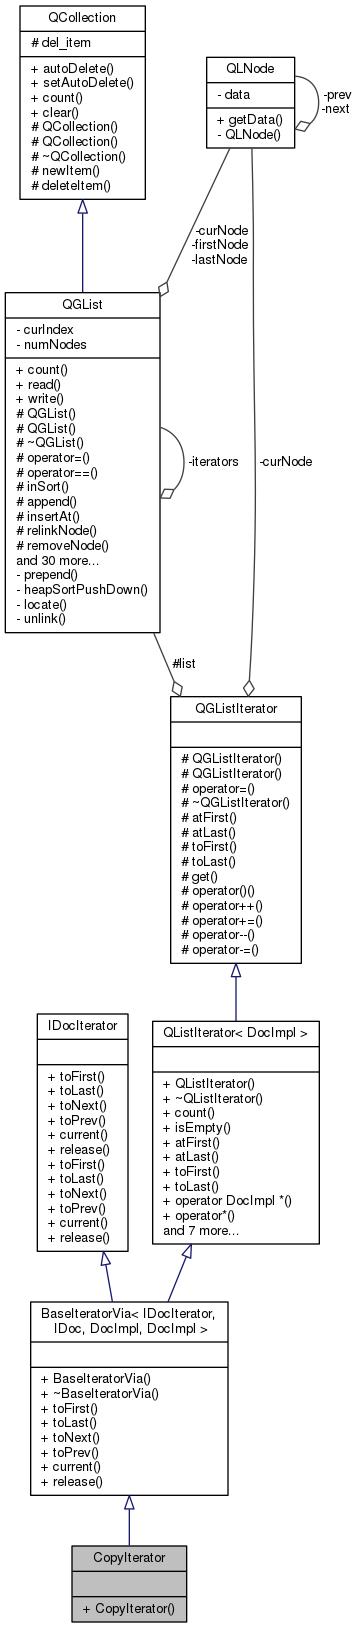 QCollection
# del_item
+ autoDelete()
+ setAutoDelete()
+ count()
+ clear()
# QCollection()
# QCollection()
# ~QCollection()
# newItem()
# deleteItem()
QLNode
- data
+ getData()
- QLNode()
-prev
-next
-curNode
-firstNode
-lastNode
QGList
- curIndex
- numNodes
+ count()
+ read()
+ write()
# QGList()
# QGList()
# ~QGList()
# operator=()
# operator==()
# inSort()
# append()
# insertAt()
# relinkNode()
# removeNode()
and 30 more...
- prepend()
- heapSortPushDown()
- locate()
- unlink()
-iterators
-curNode
#list
QGListIterator
# QGListIterator()
# QGListIterator()
# operator=()
# ~QGListIterator()
# atFirst()
# atLast()
# toFirst()
# toLast()
# get()
# operator()()
# operator++()
# operator+=()
# operator--()
# operator-=()
IDocIterator
+ toFirst()
+ toLast()
+ toNext()
+ toPrev()
+ current()
+ release()
+ toFirst()
+ toLast()
+ toNext()
+ toPrev()
+ current()
+ release()
QListIterator< DocImpl >
+ QListIterator()
+ ~QListIterator()
+ count()
+ isEmpty()
+ atFirst()
+ atLast()
+ toFirst()
+ toLast()
+ operator DocImpl *()
+ operator*()
and 7 more...
BaseIteratorVia< IDocIterator,
IDoc, DocImpl, DocImpl >
+ BaseIteratorVia()
+ ~BaseIteratorVia()
+ toFirst()
+ toLast()
+ toNext()
+ toPrev()
+ current()
+ release()
CopyIterator
+ CopyIterator()